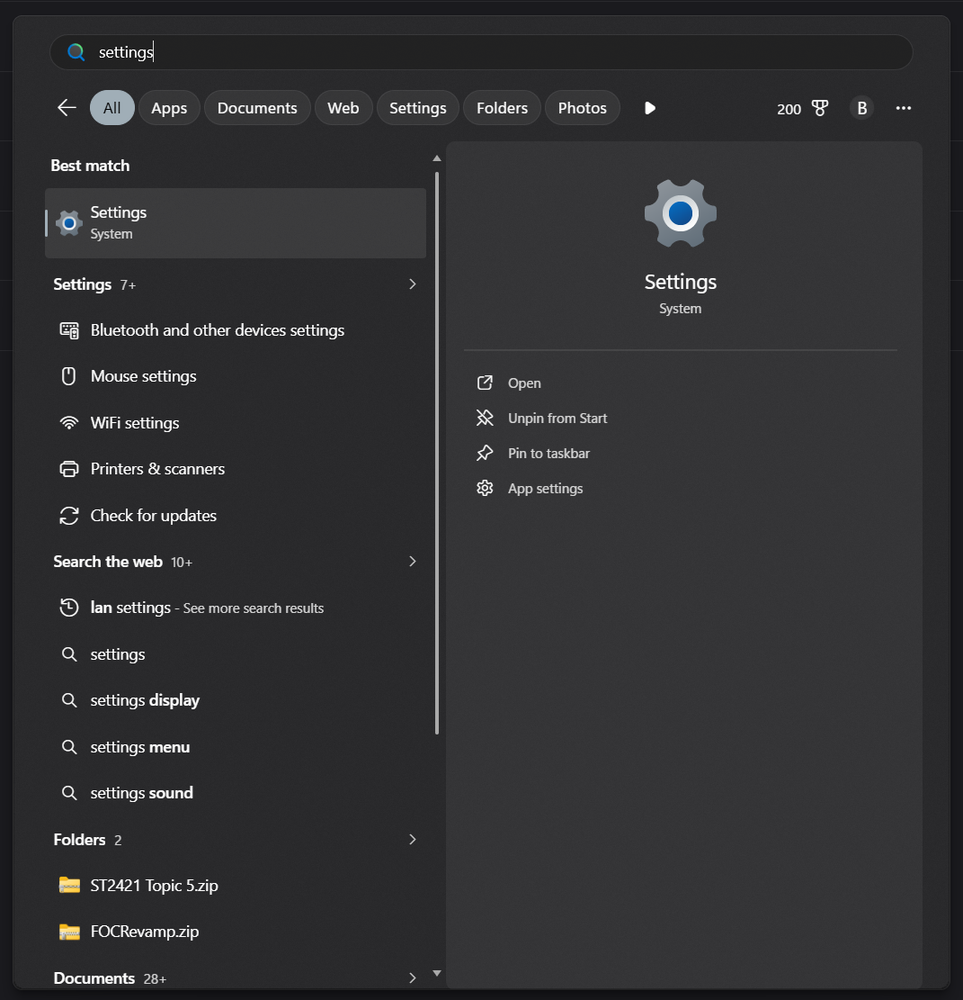 settings
All
Apps
Documents
Web
Settings
Folders
Photos
200
B
Best match
Settings
System
Settings 7+
Bluetooth and other devices settings
Mouse settings
WiFi settings
Printers & scanners
Check for updates
Search the web 10+
lan settings - See more search results
settings
settings display
settings menu
settings sound
Folders 2
ST2421 Topic 5.zip
FOCRevamp.zip
Documents 28+
Settings
System
Open
Unpin from Start
Pin to taskbar
App settings